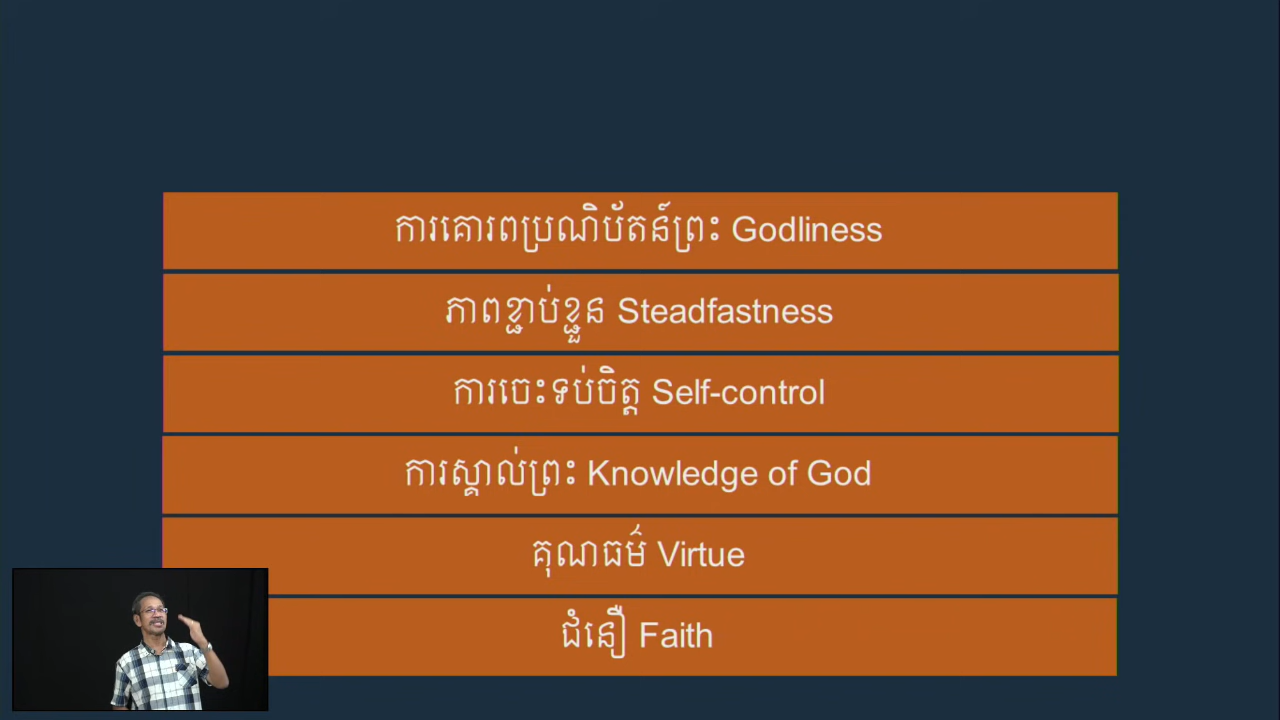 ការគោរពប្រណិប័តន៍ព្រះ Godliness
ភាពខ្ជាប់ខ្ជួន Steadfastness
ការចេះទប់ចិត្ត Self-control
ការស្គាល់ព្រះ Knowledge of God
គុណធម៌ Virtue
ជំនឿ Faith